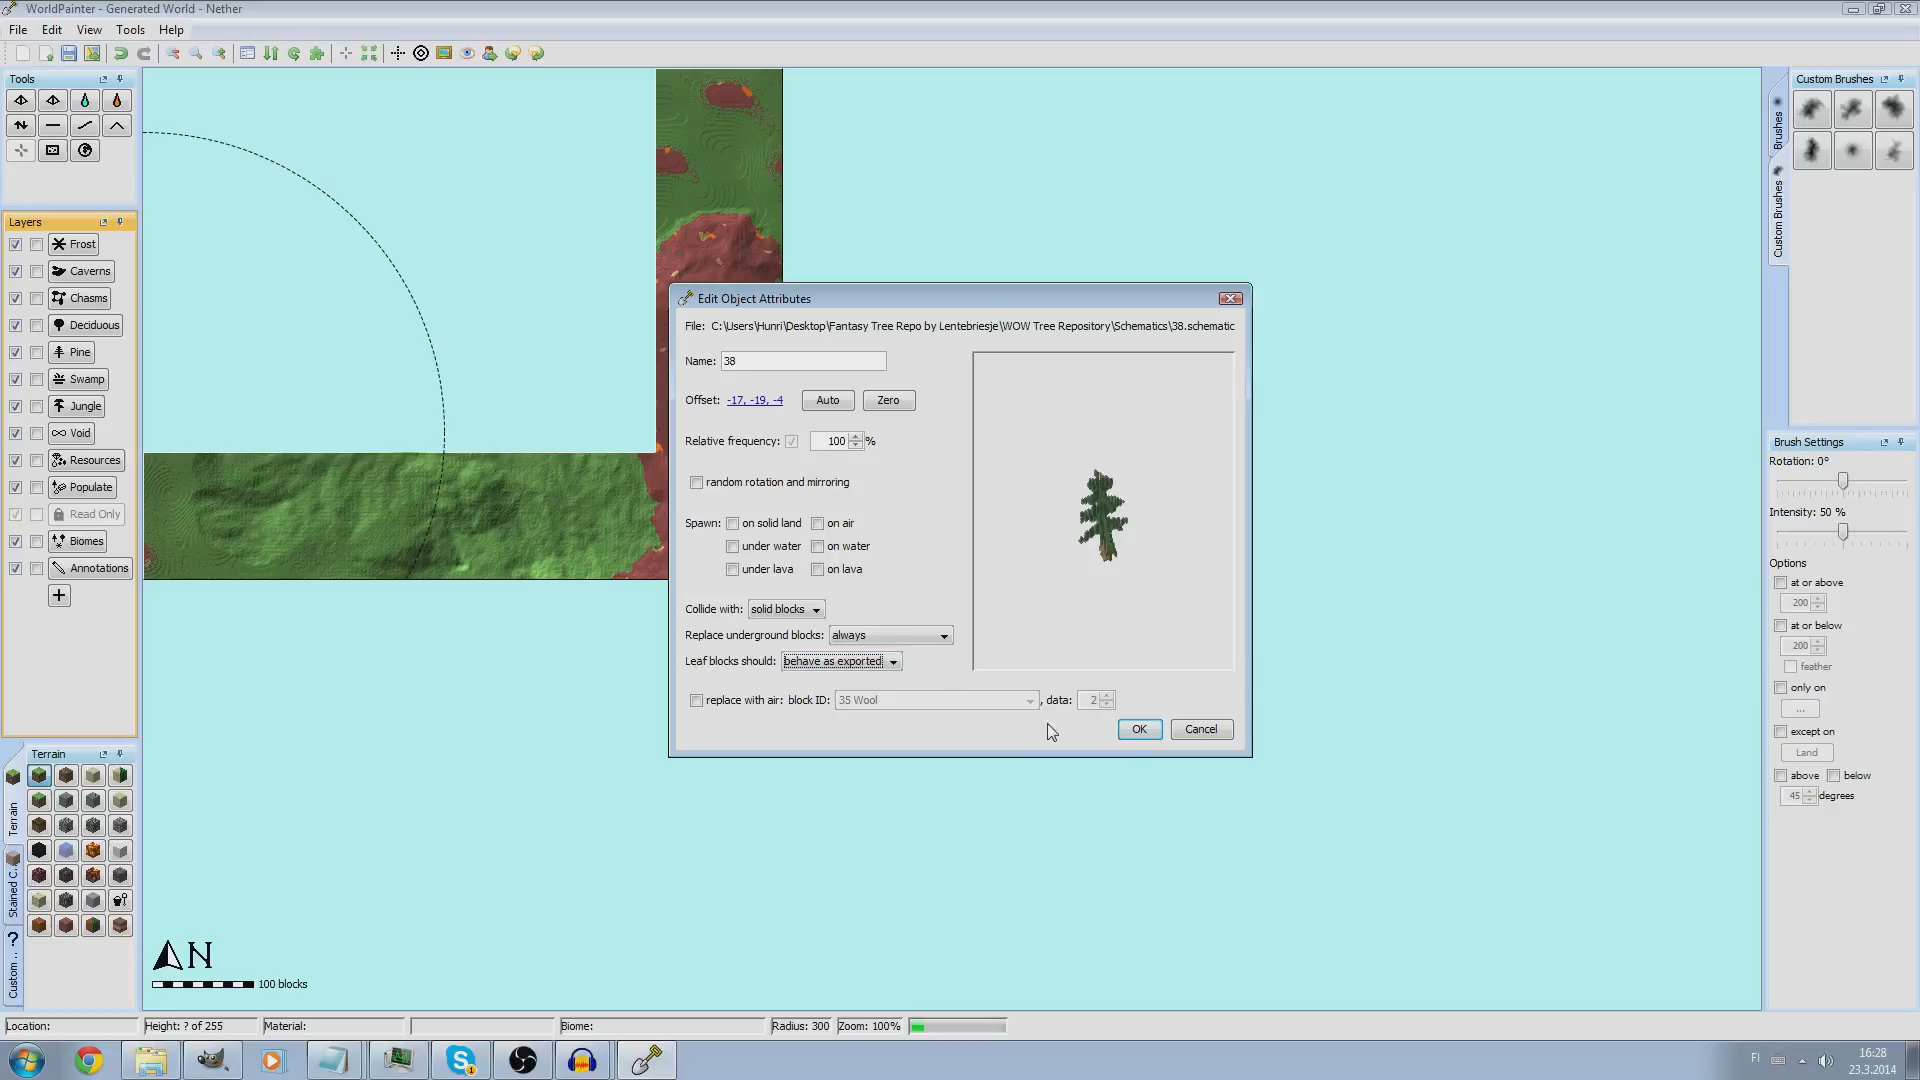 WorldPainter - Generated World - Nether
File Edit View Tools Help
Tools
Layers
Frost
Caverns
Chasms
Deciduous
Pine
Swamp
Jungle
Void
Resources
Populate
Read Only
Biomes
Annotations
Terrain
Terrain
Stained C...
Custom ...
N
100 blocks
Edit Object Attributes
File: C:\Users\Hunri\Desktop\Fantasy Tree Repo by Lentebriesje\WOW Tree Repository\Schematics\38.schematic
Name: 38
Offset: -17, -19, -4 Auto Zero
Relative frequency: 100 %
random rotation and mirroring
Spawn: on solid land on air
under water on water
under lava on lava
Collide with: solid blocks
Replace underground blocks: always
Leaf blocks should: behave as exported
replace with air: block ID: 35 Wool , data: 2
OK Cancel
Custom Brushes
Brushes
Custom Brushes
Brush Settings
Rotation: 0°
Intensity: 50 %
Options
at or above
200
at or below
200
feather
only on
...
except on
Land
above below
45 degrees
Location: Height: ? of 255 Material: Biome: Radius: 300 Zoom: 100%
FI 16:28
23.3.2014